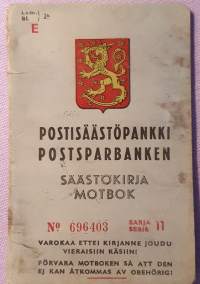 E
POSTISÄÄSTÖPANKKI
POSTSPARBANKEN
SÄÄSTÖKIRJA
MOTBOK
№ 696403 SARJA SERIE 17
VAROKAA ETTEI KIRJANNE JOUDU
VIERAISIIN KÄSIIN!
FÖRVARA MOTBOKEN SÅ ATT DEN
EJ KAN ÅTKOMMAS AV OBEHÖRIG!